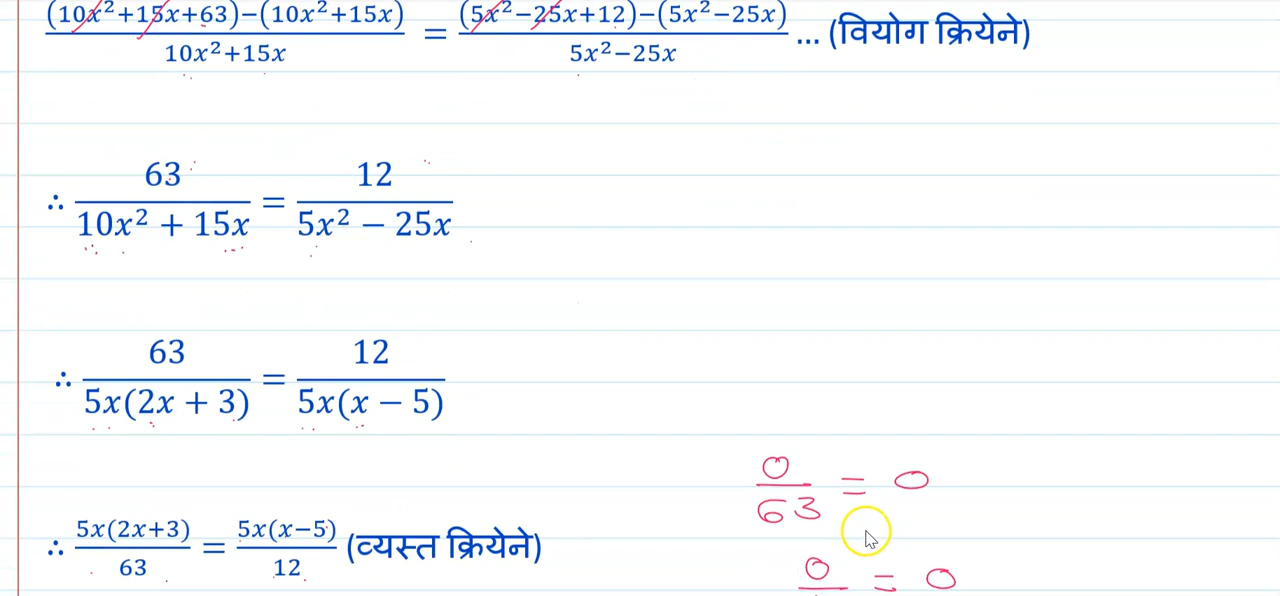 (10x²+15x+63)−(10x²+15x) / 10x²+15x = (5x²−25x+12)−(5x²−25x) / 5x²−25x ... (वियोग क्रियेने)
∴ 63 / 10x² + 15x = 12 / 5x² − 25x
∴ 63 / 5x(2x + 3) = 12 / 5x(x − 5)
0 / 63 = 0
∴ 5x(2x+3) / 63 = 5x(x−5) / 12 (व्यस्त क्रियेने)
0 = 0